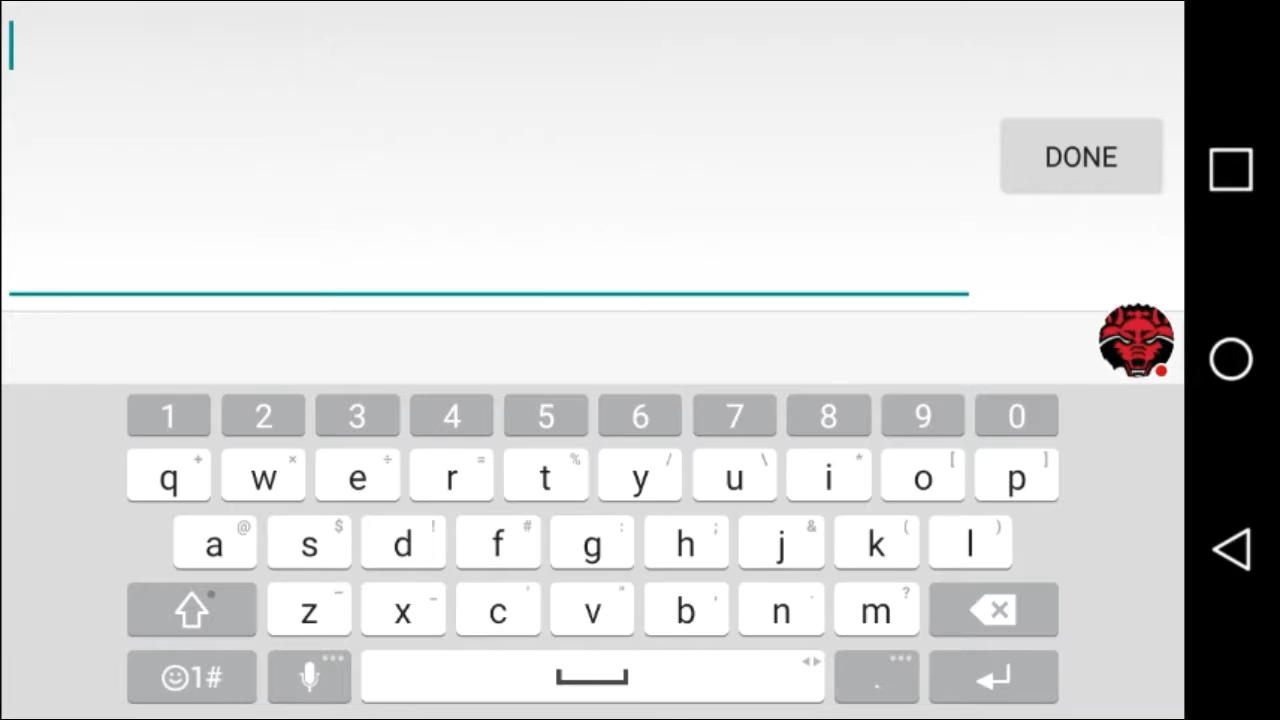 DONE
1 2 3 4 5 6 7 8 9 0
q + w × e ÷ r = t % y / u \ i * o [ p ]
a @ s $ d ! f # g : h ; j & k ( l )
z x c v b n m ?
1# .